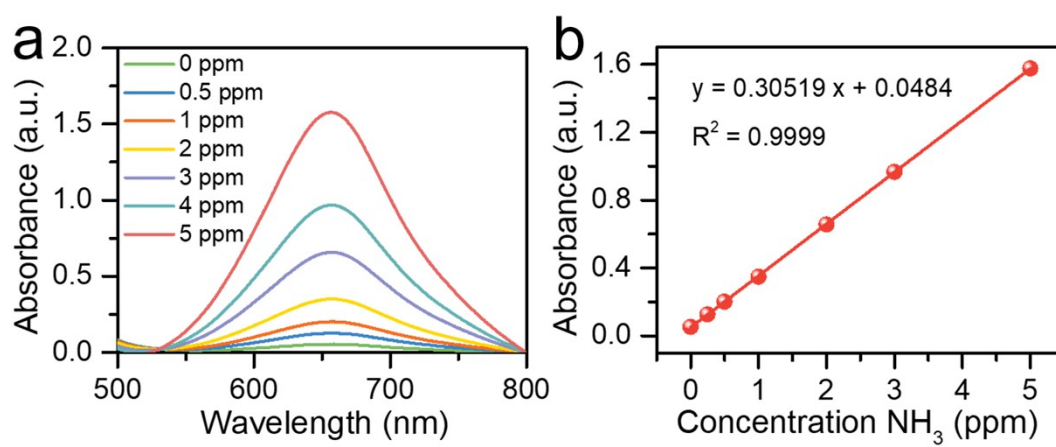 a
2.0
1.5
1.0
0.5
0.0
Absorbance (a.u.)
0 ppm
0.5 ppm
1 ppm
2 ppm
3 ppm
4 ppm
5 ppm
500 600 700 800
Wavelength (nm)
b
1.6
1.2
0.8
0.4
0.0
Absorbance (a.u.)
y = 0.30519 x + 0.0484
R² = 0.9999
0 1 2 3 4 5
Concentration NH₃ (ppm)